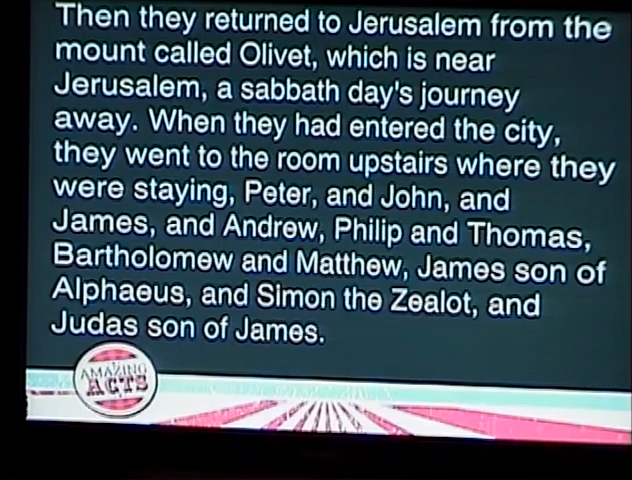 Then they returned to Jerusalem from the
mount called Olivet, which is near
Jerusalem, a sabbath day's journey
away. When they had entered the city,
they went to the room upstairs where they
were staying, Peter, and John, and
James, and Andrew, Philip and Thomas,
Bartholomew and Matthew, James son of
Alphaeus, and Simon the Zealot, and
Judas son of James.
AMAZING
ACTS